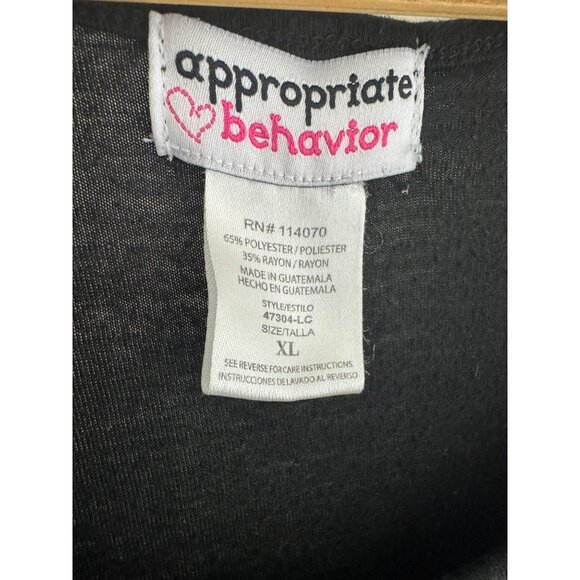 appropriate
behavior
RN# 114070
65% POLYESTER / POLIESTER
35% RAYON / RAYON
MADE IN GUATEMALA
HECHO EN GUATEMALA
STYLE/ESTILO
47304-LC
SIZE/TALLA
XL
SEE REVERSE FOR CARE INSTRUCTIONS
INSTRUCCIONES DE LAVADO AL REVERSO